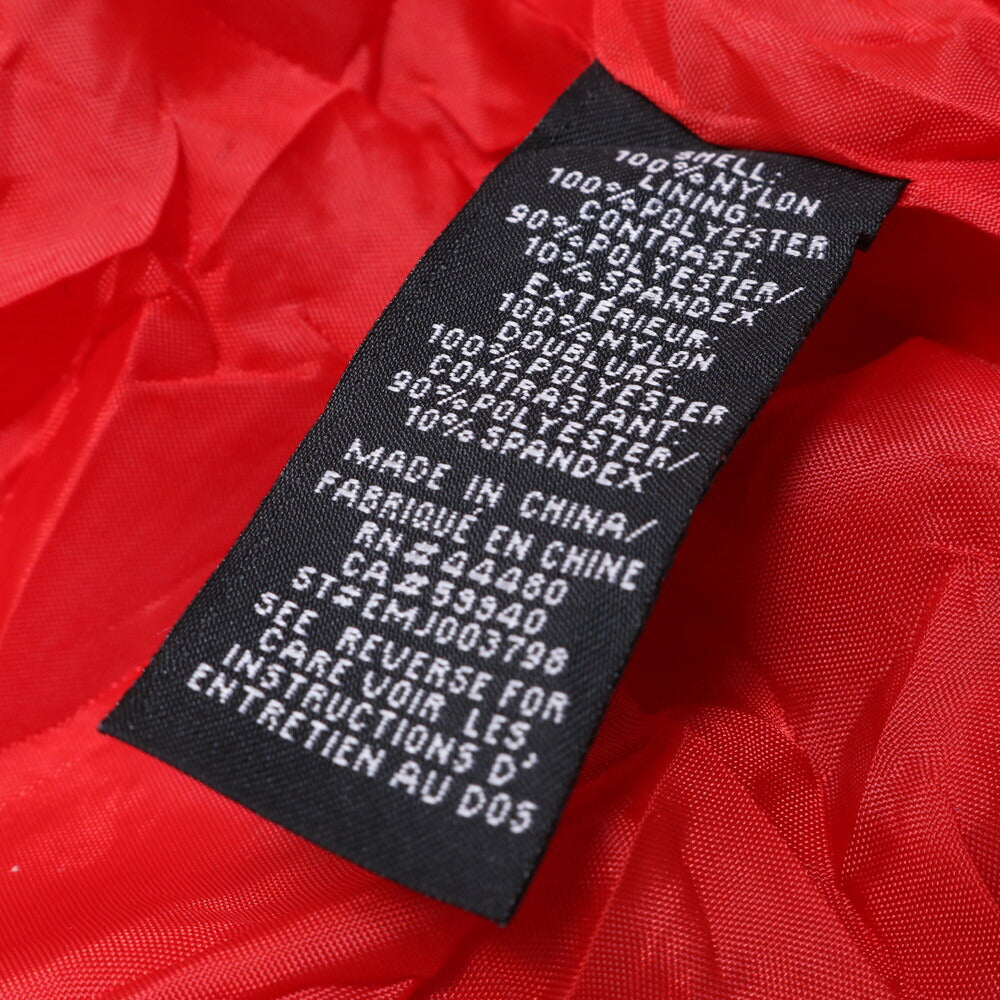 SHELL:
100% NYLON
LINING:
100% POLYESTER
CONTRAST:
90% POLYESTER/
10% SPANDEX
EXTÉRIEUR:
100% NYLON
DOUBLURE:
100% POLYESTER
CONTRASTANT:
90% POLYESTER/
10% SPANDEX
MADE IN CHINA/
FABRIQUE EN CHINE
RN# 44480
CA# 59940
ST# EMJ003798
SEE REVERSE FOR
CARE VOIR LES,
INSTRUCTIONS D'
ENTRETIEN AU DOS